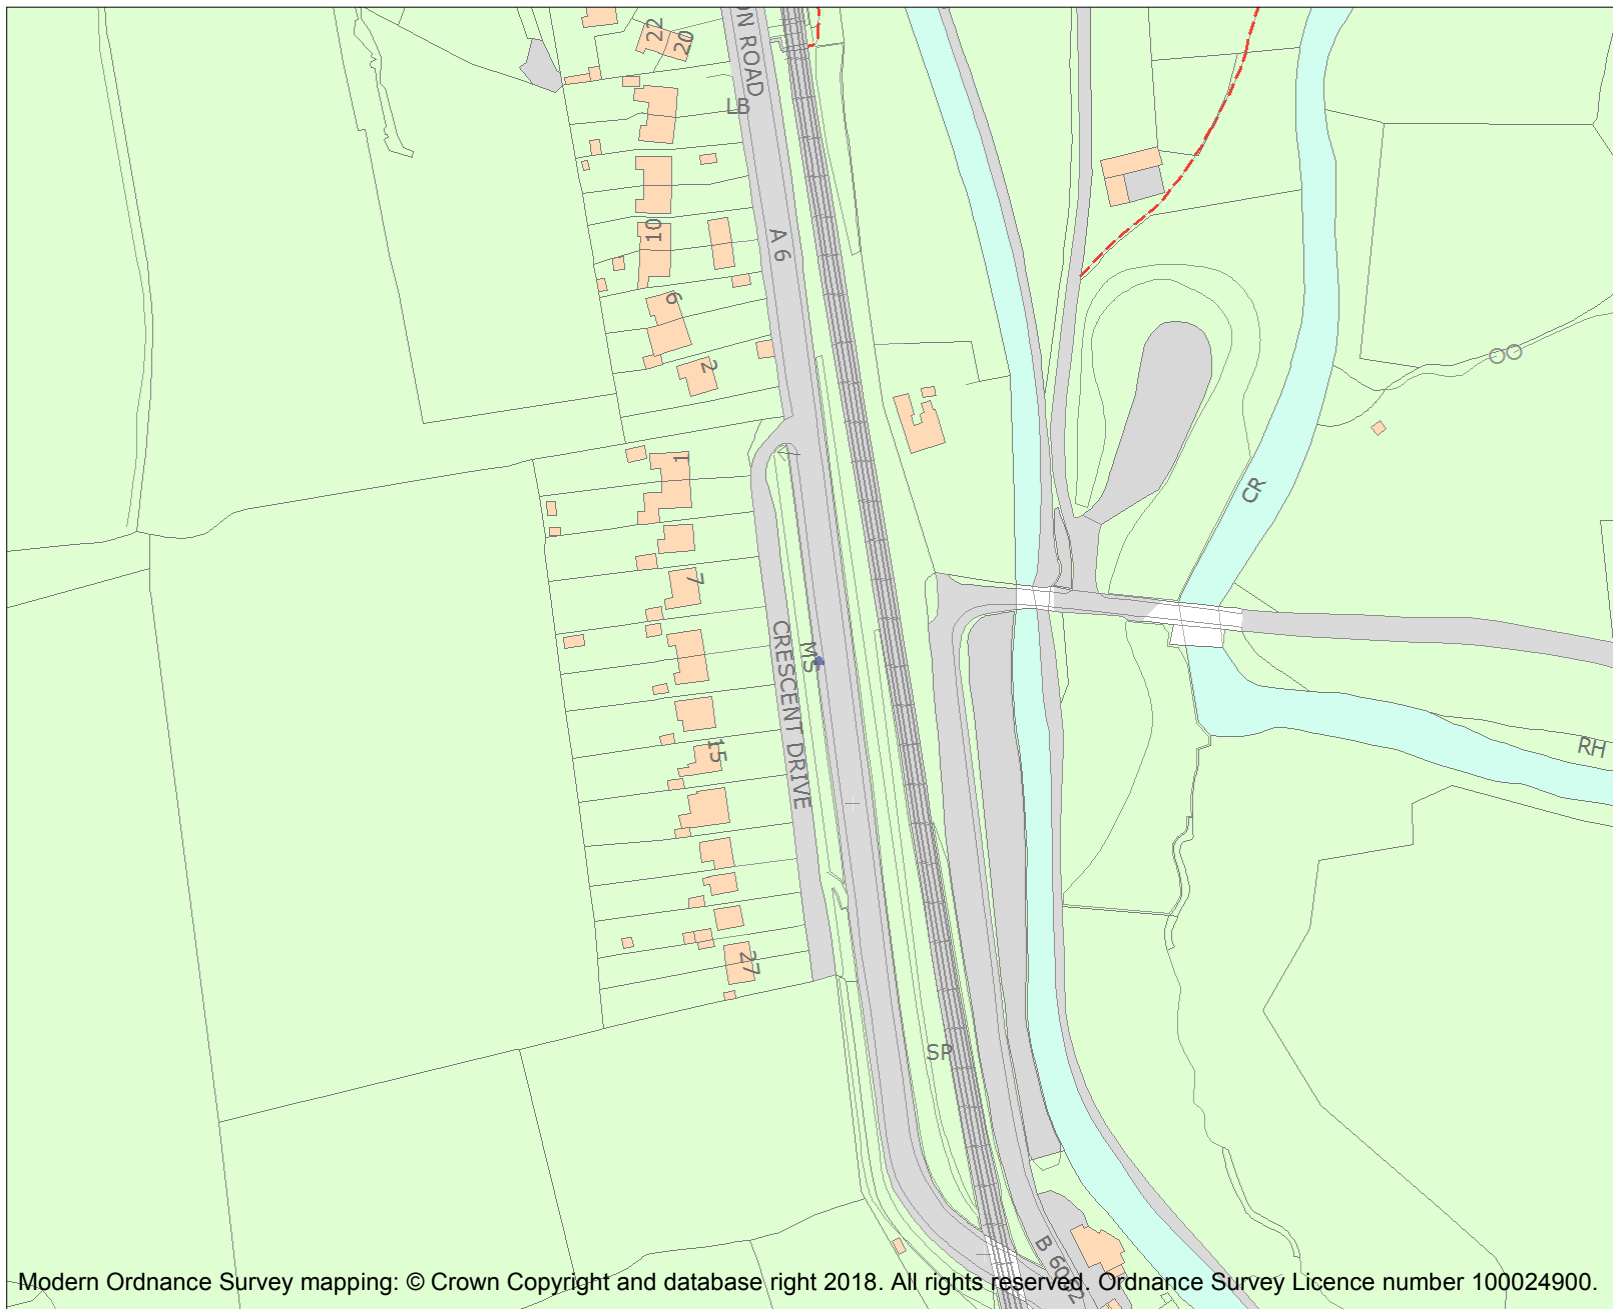 22
20
ON ROAD
LB
10
A 6
6
2
1
CR
7
MS
CRESCENT DRIVE
15
RH
27
SP
Modern Ordnance Survey mapping: © Crown Copyright and database right 2018. All rights reserved. Ordnance Survey Licence number 100024900.